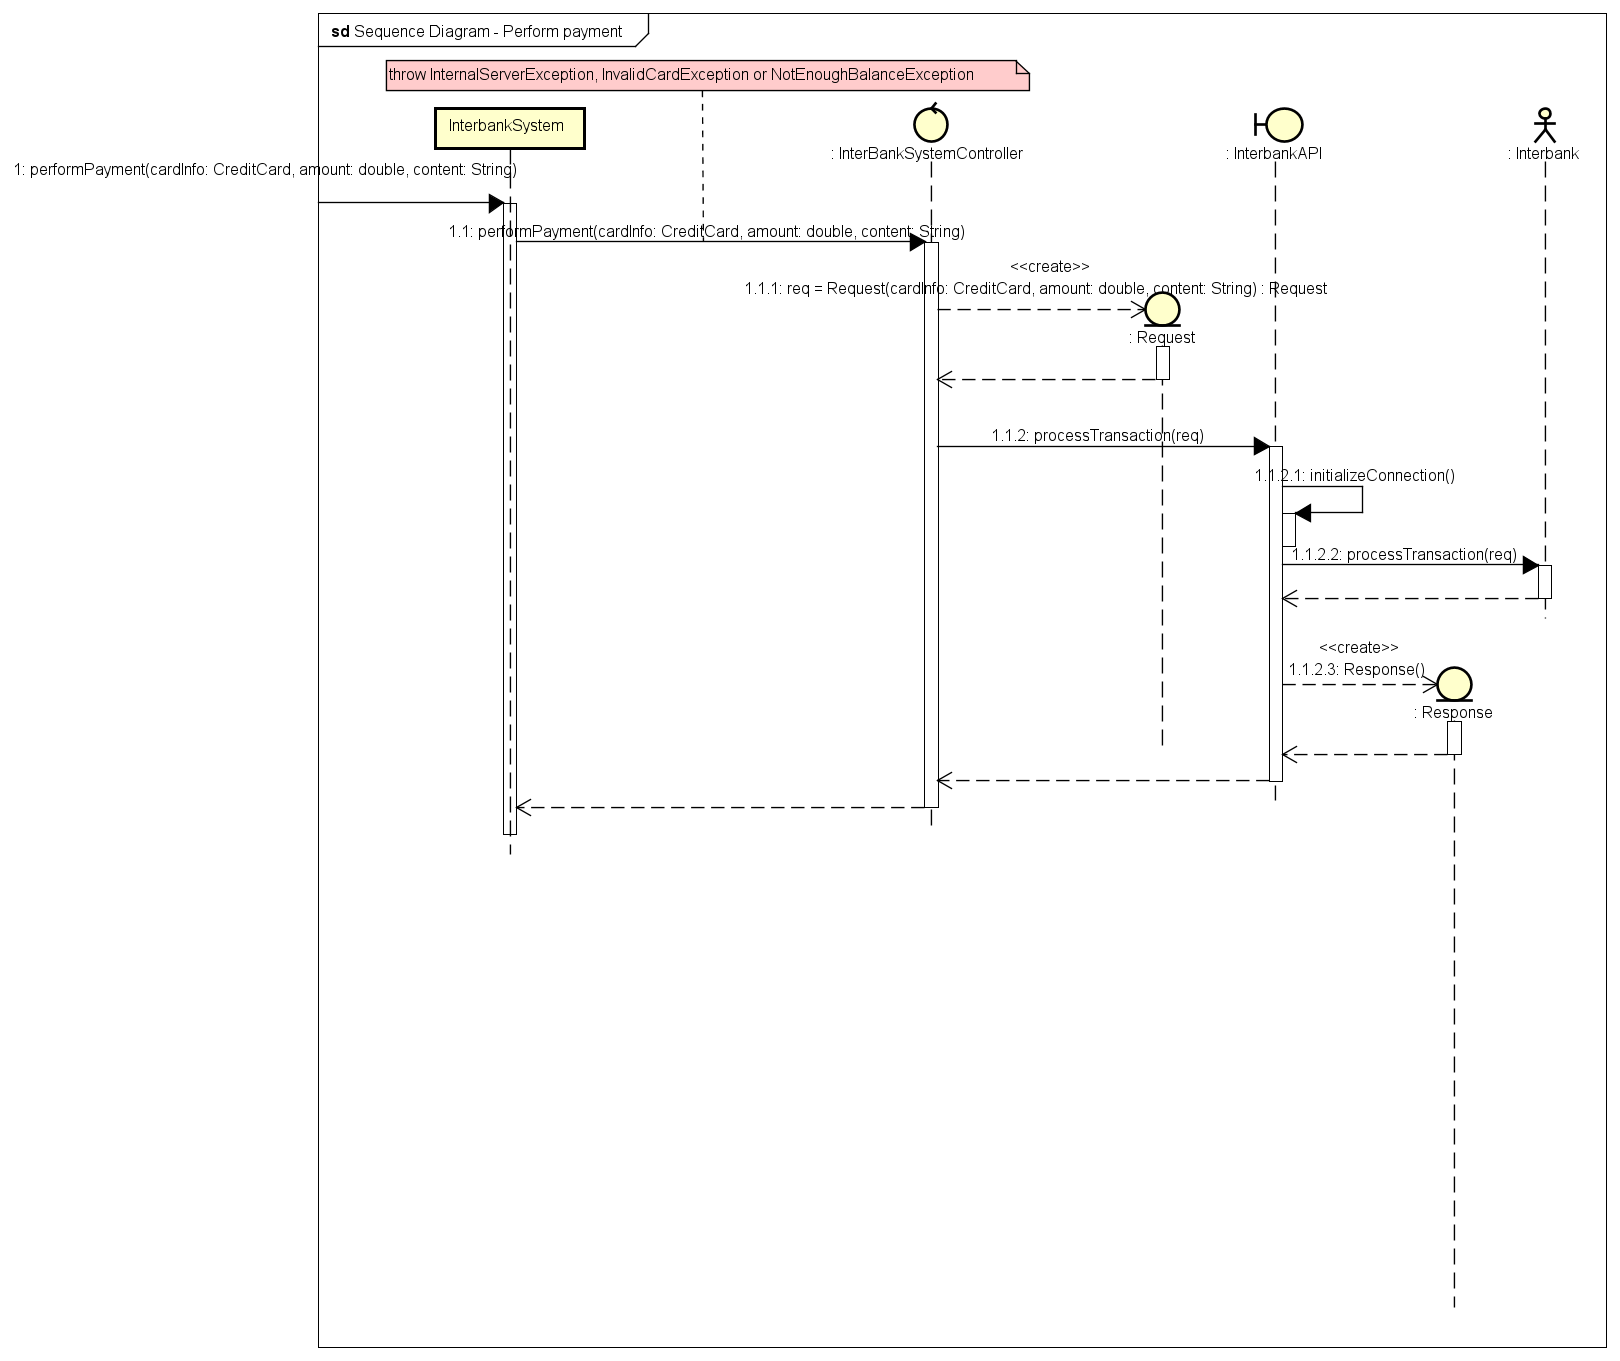 sd Sequence Diagram - Perform payment
throw InternalServerException, InvalidCardException or NotEnoughBalanceException
InterbankSystem
: InterBankSystemController
: InterbankAPI
: Interbank
1: performPayment(cardInfo: CreditCard, amount: double, content: String)
1.1: performPayment(cardInfo: CreditCard, amount: double, content: String)
<<create>>
1.1.1: req = Request(cardInfo: CreditCard, amount: double, content: String) : Request
: Request
1.1.2: processTransaction(req)
1.1.2.1: initializeConnection()
1.1.2.2: processTransaction(req)
<<create>>
1.1.2.3: Response()
: Response